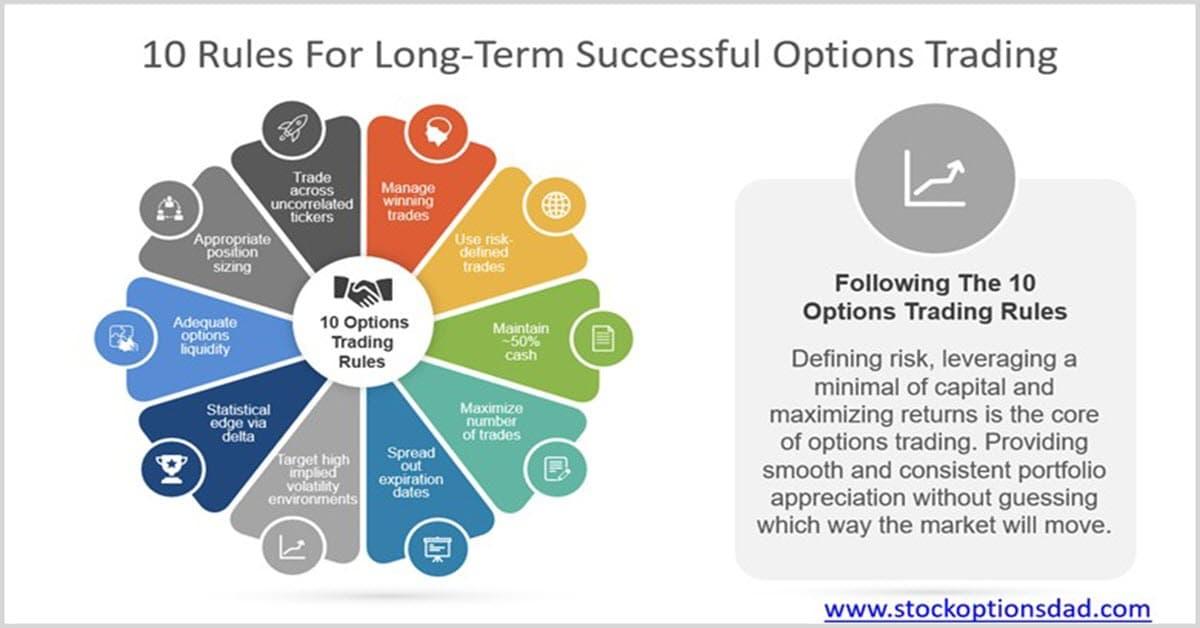 10 Rules For Long-Term Successful Options Trading
Manage
winning
trades
Use risk-
defined
trades
Maintain
~50%
cash
Maximize
number
of trades
Spread
out
expiration
dates
Target high
implied
volatility
environments
Statistical
edge via
delta
Adequate
options
liquidity
Appropriate
position
sizing
Trade
across
uncorrelated
tickers
10 Options
Trading
Rules
Following The 10
Options Trading Rules
Defining risk, leveraging a
minimal of capital and
maximizing returns is the core
of options trading. Providing
smooth and consistent portfolio
appreciation without guessing
which way the market will move.
www.stockoptionsdad.com